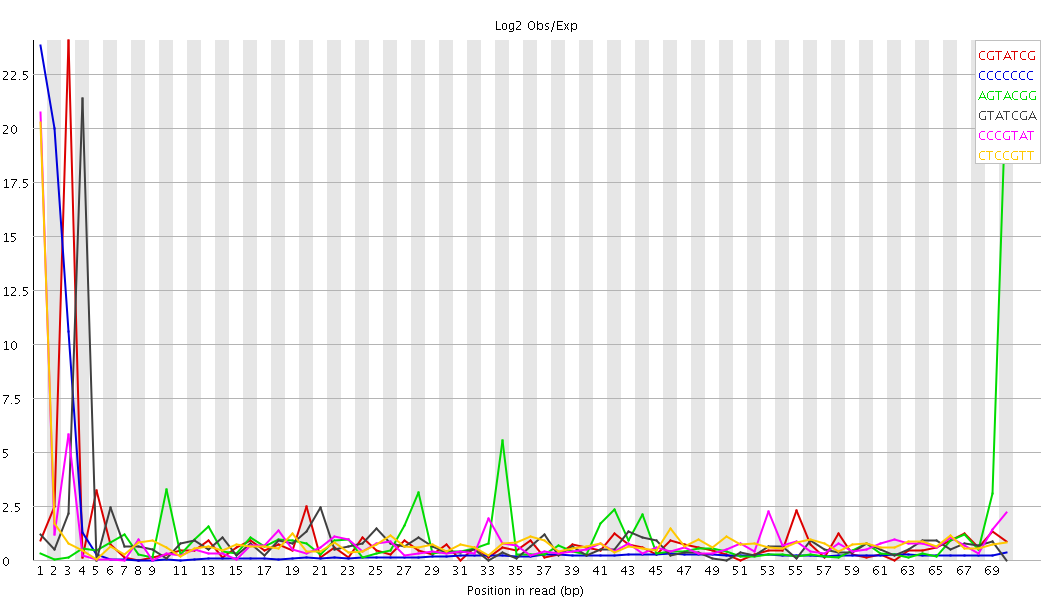 Log2 Obs/Exp
22.5
20
17.5
15
12.5
10
7.5
5
2.5
0
CGTATCG
CCCCCCC
AGTACGG
GTATCGA
CCCGTAT
CTCCGTT
1 2 3 4 5 6 7 8 9 11 13 15 17 19 21 23 25 27 29 31 33 35 37 39 41 43 45 47 49 51 53 55 57 59 61 63 65 67 69
Position in read (bp)